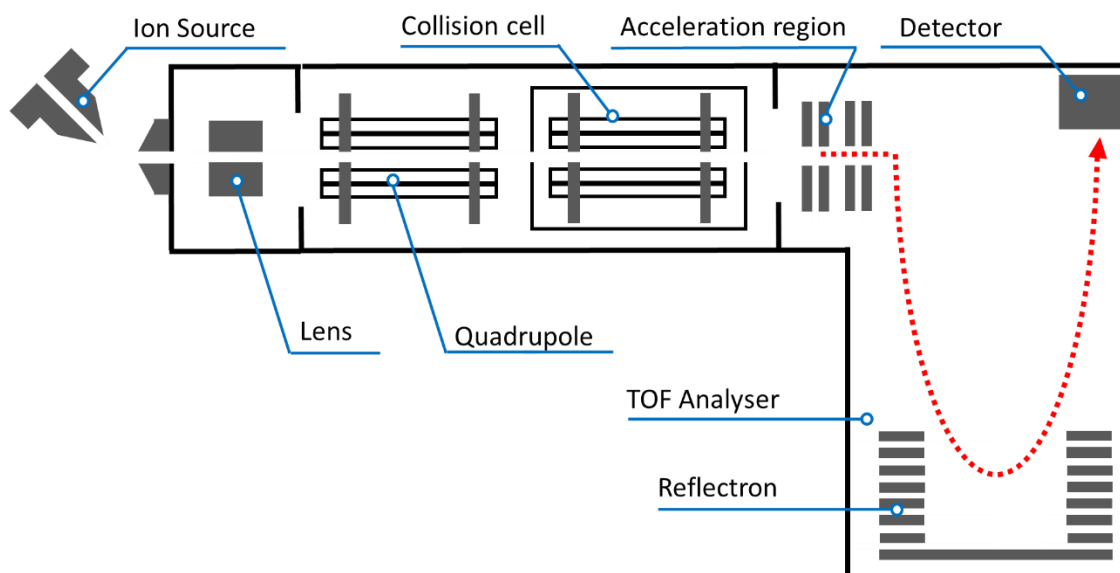 Ion Source
Collision cell
Acceleration region
Detector
Lens
Quadrupole
TOF Analyser
Reflectron